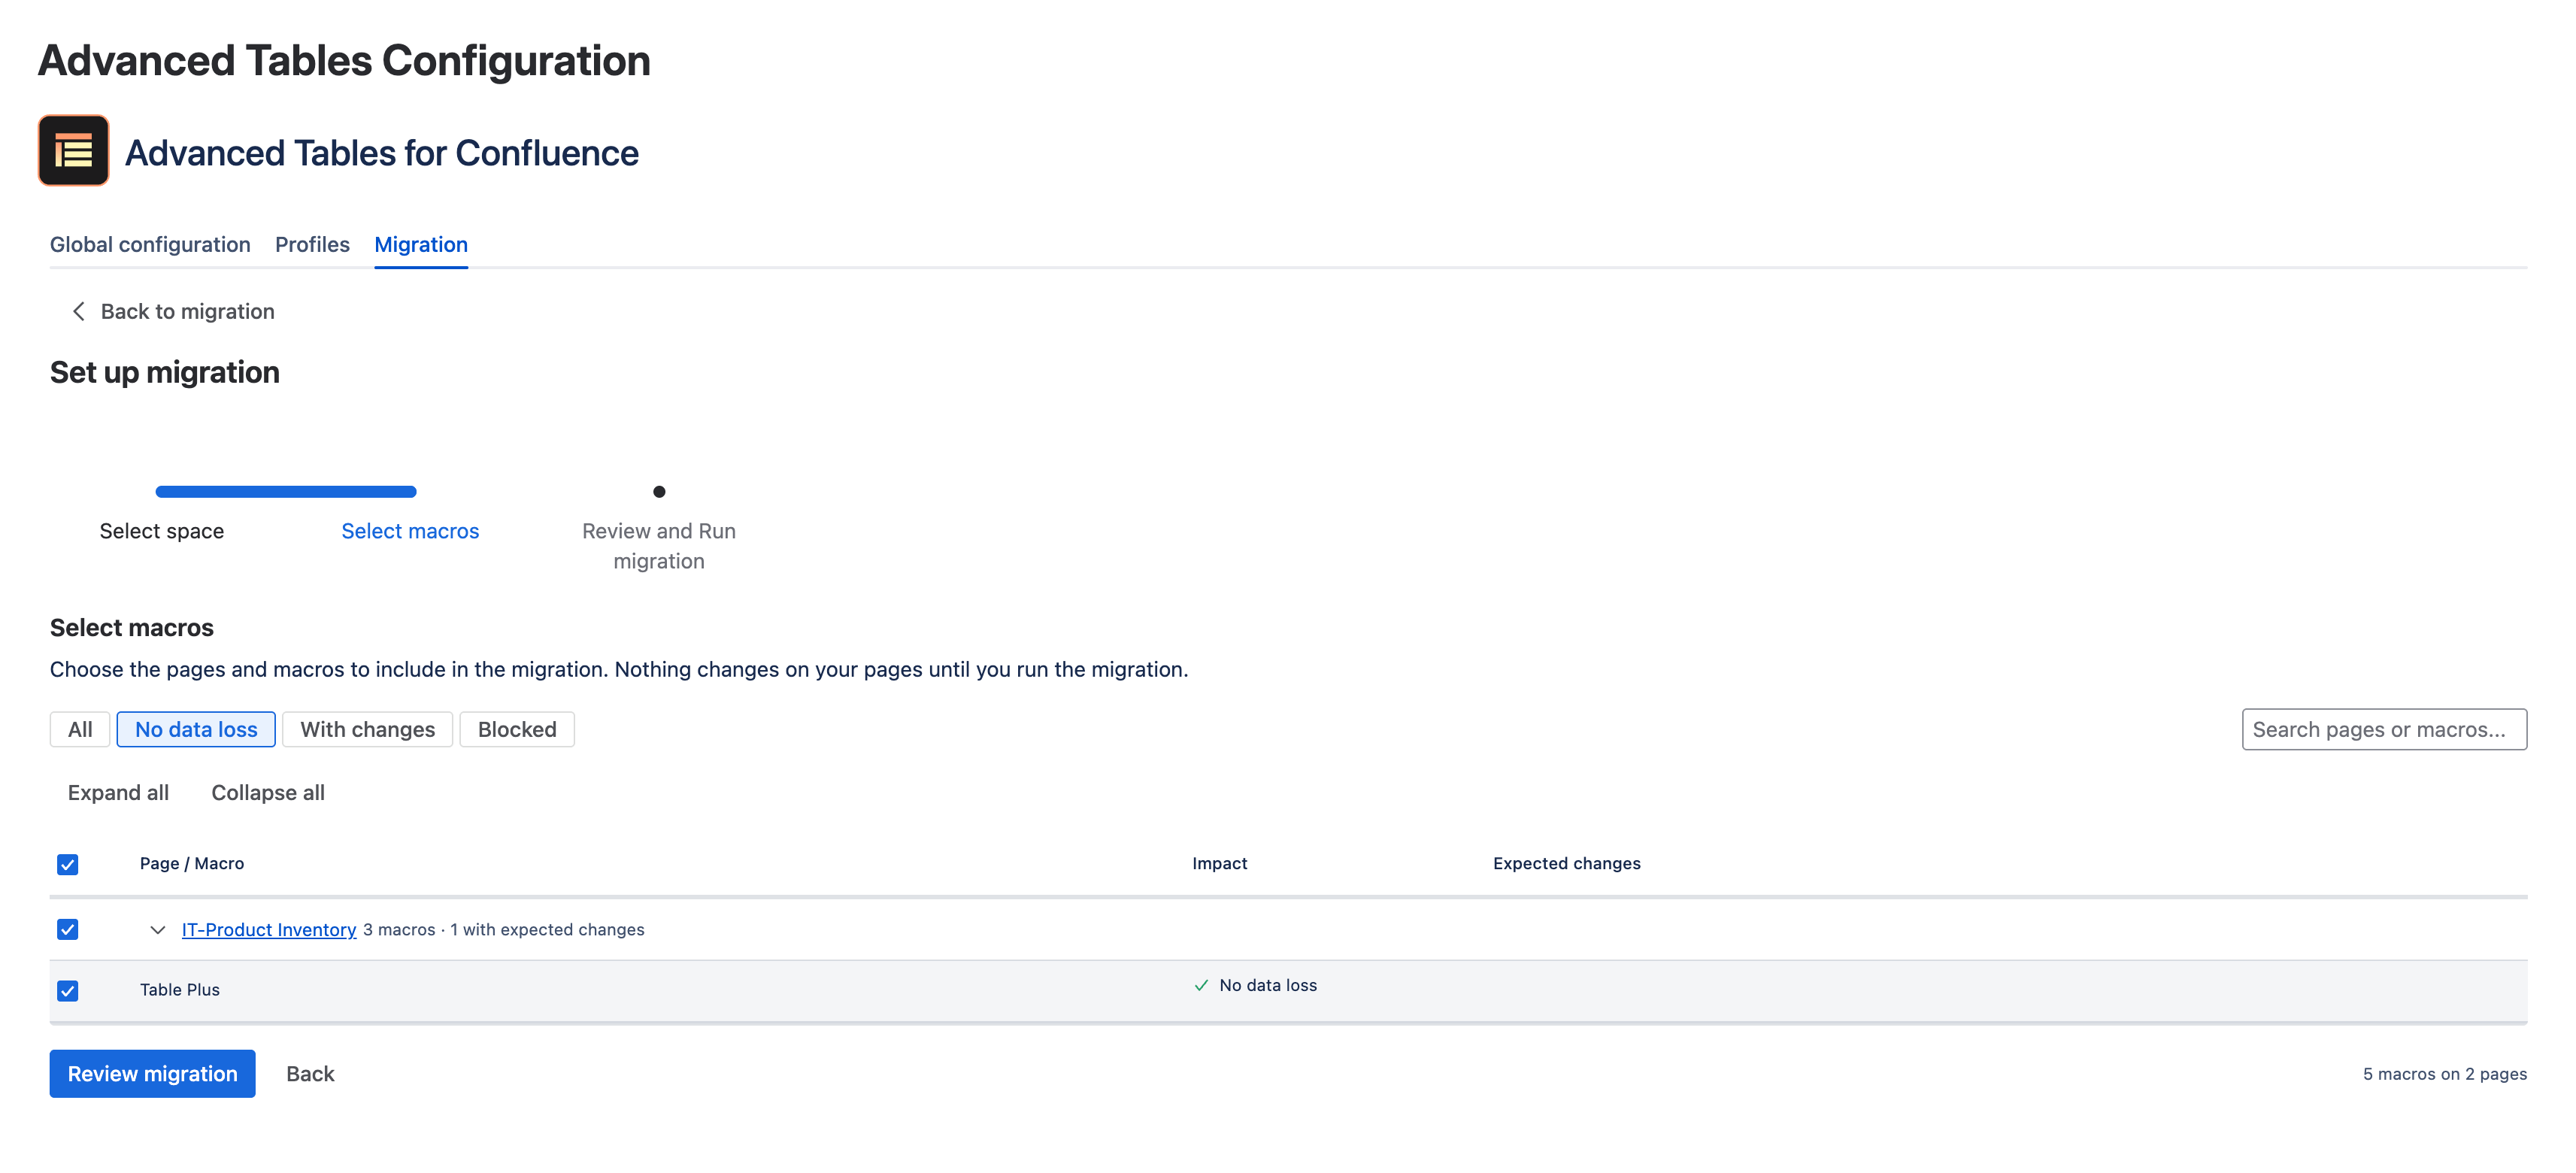 Advanced Tables Configuration
Advanced Tables for Confluence
Global configuration Profiles Migration
Back to migration
Set up migration
Select space Select macros Review and Run
migration
Select macros
Choose the pages and macros to include in the migration. Nothing changes on your pages until you run the migration.
All No data loss With changes Blocked Search pages or macros...
Expand all Collapse all
Page / Macro Impact Expected changes
IT-Product Inventory 3 macros · 1 with expected changes
Table Plus No data loss
Review migration Back 5 macros on 2 pages